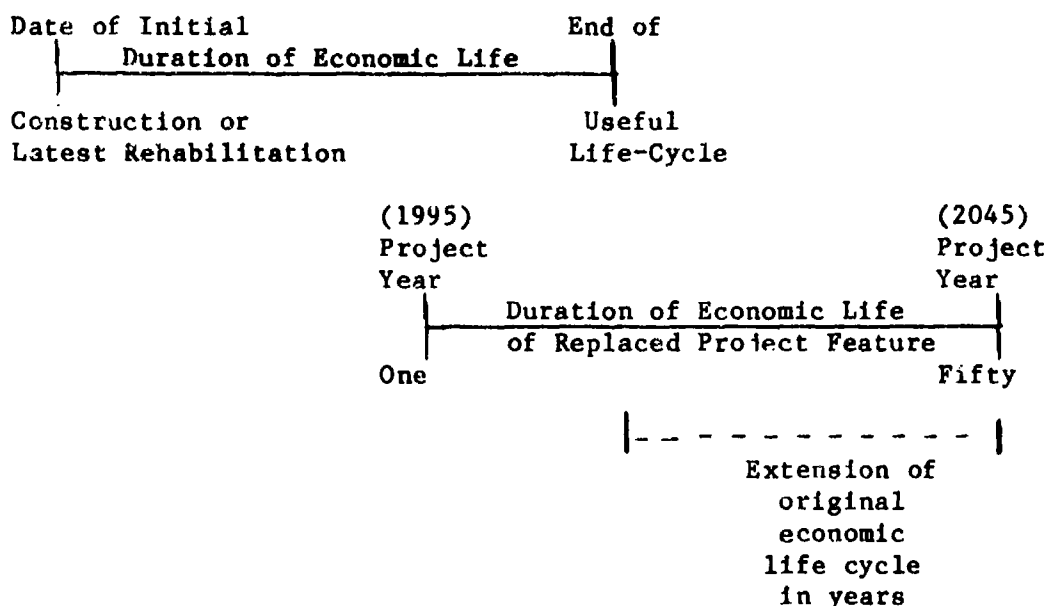 Date of Initial End of
Duration of Economic Life
Construction or Useful
Latest Rehabilitation Life-Cycle
(1995) (2045)
Project Project
Year Year
Duration of Economic Life
of Replaced Project Feature
One Fifty
Extension of
original
economic
life cycle
in years